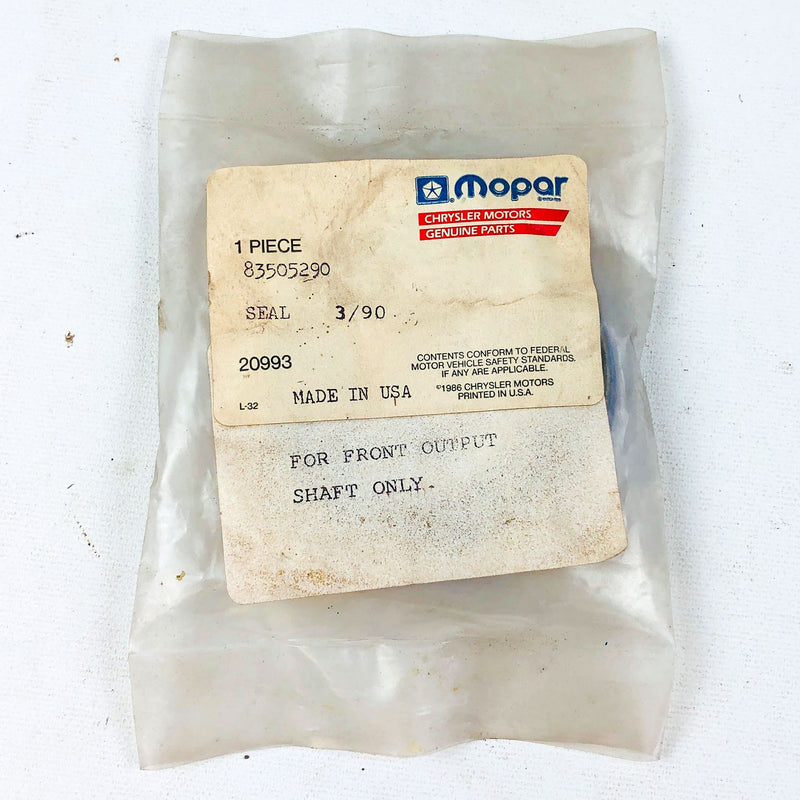 Mopar
CHRYSLER MOTORS
GENUINE PARTS
1 PIECE
83505290
SEAL 3/90
20993
CONTENTS CONFORM TO FEDERAL
MOTOR VEHICLE SAFETY STANDARDS.
IF ANY ARE APPLICABLE.
L-32
MADE IN USA
©1986 CHRYSLER MOTORS
PRINTED IN U.S.A.
FOR FRONT OUTPUT
SHAFT ONLY.